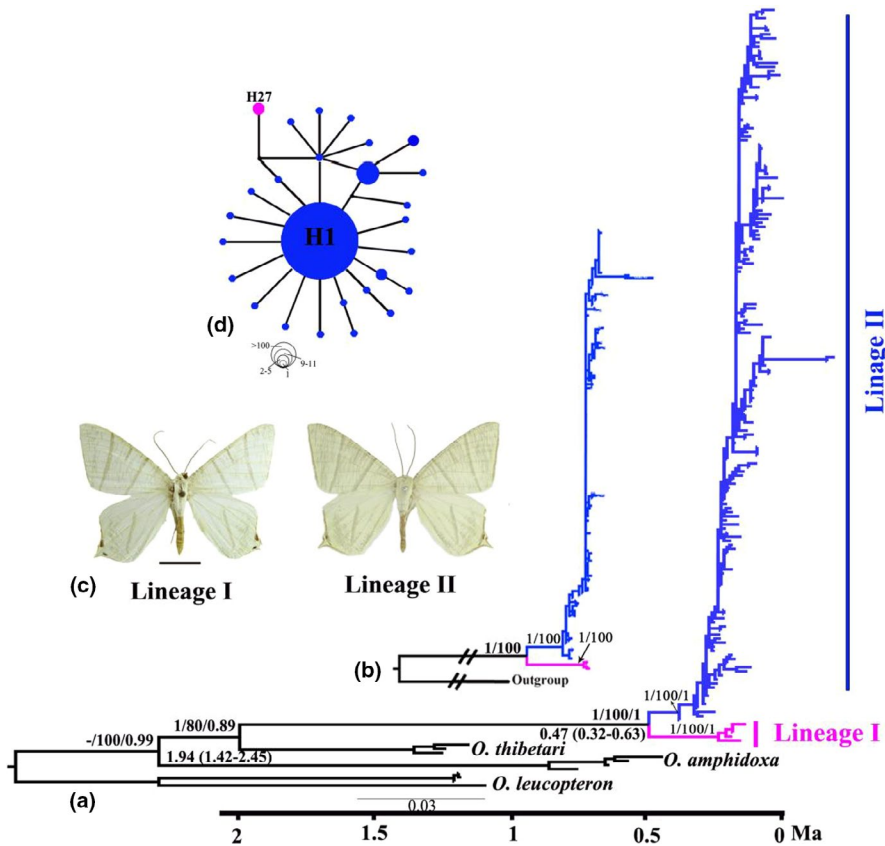 H27
H1
(d)
>100
9-11
2-5
1
Linage II
(c)
Lineage I
Lineage II
(b)
1/100
1/100
1/100
Outgroup
1/100/1
1/100/1
1/100/1
0.47 (0.32-0.63)
Lineage I
1/80/0.89
-/100/0.99
O. thibetari
1.94 (1.42-2.45)
O. amphidoxa
O. leucopteron
(a)
0.03
2
1.5
1
0.5
0
Ma